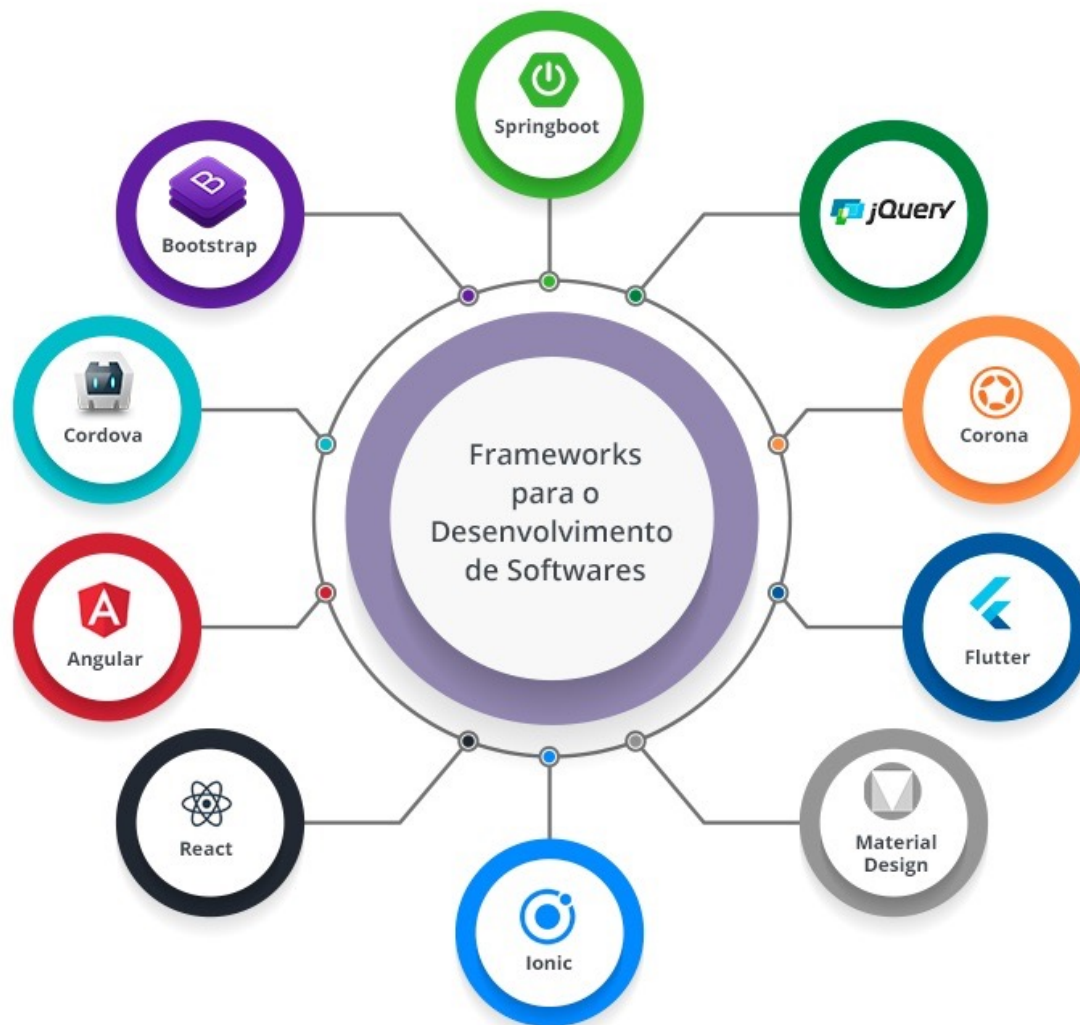 Springboot
B
Bootstrap
jQuery
Cordova
Corona
Frameworks
para o
Desenvolvimento
de Softwares
A
Angular
Flutter
React
Material
Design
Ionic